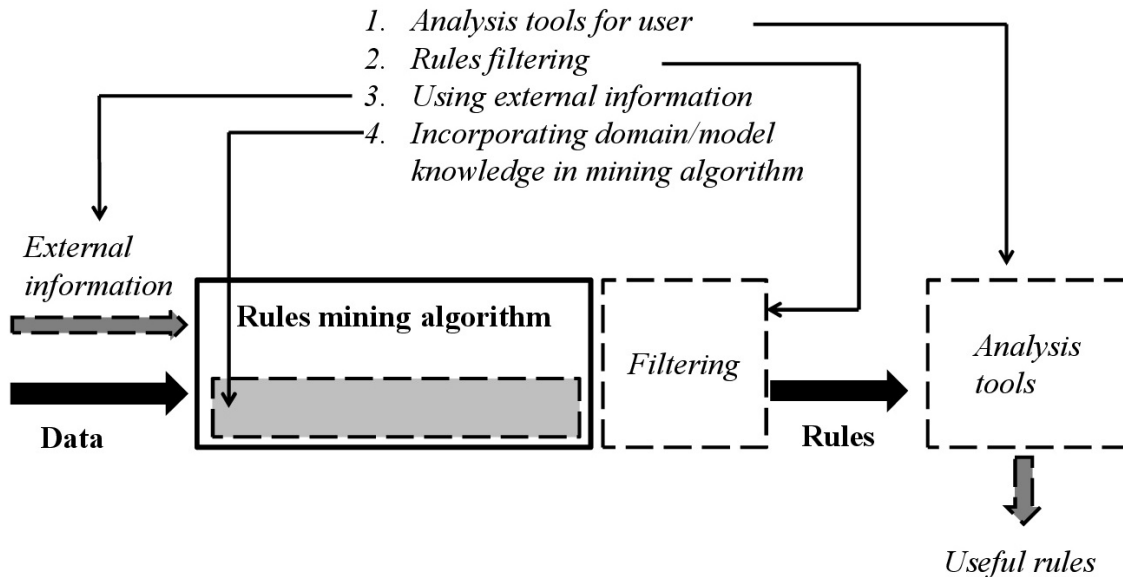 1. Analysis tools for user
2. Rules filtering
3. Using external information
4. Incorporating domain/model
knowledge in mining algorithm
External
information
Rules mining algorithm
Filtering
Analysis
tools
Data
Rules
Useful rules